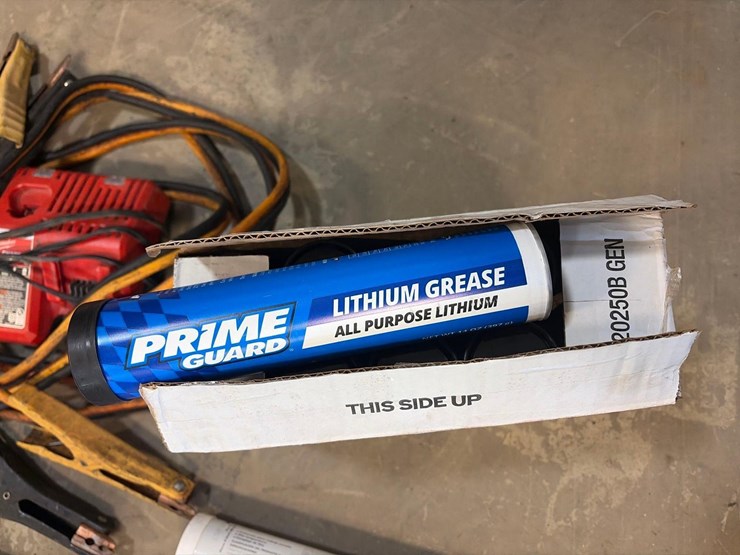 PRIME
GUARD
LITHIUM GREASE
ALL PURPOSE LITHIUM
THIS SIDE UP
20250B GEN